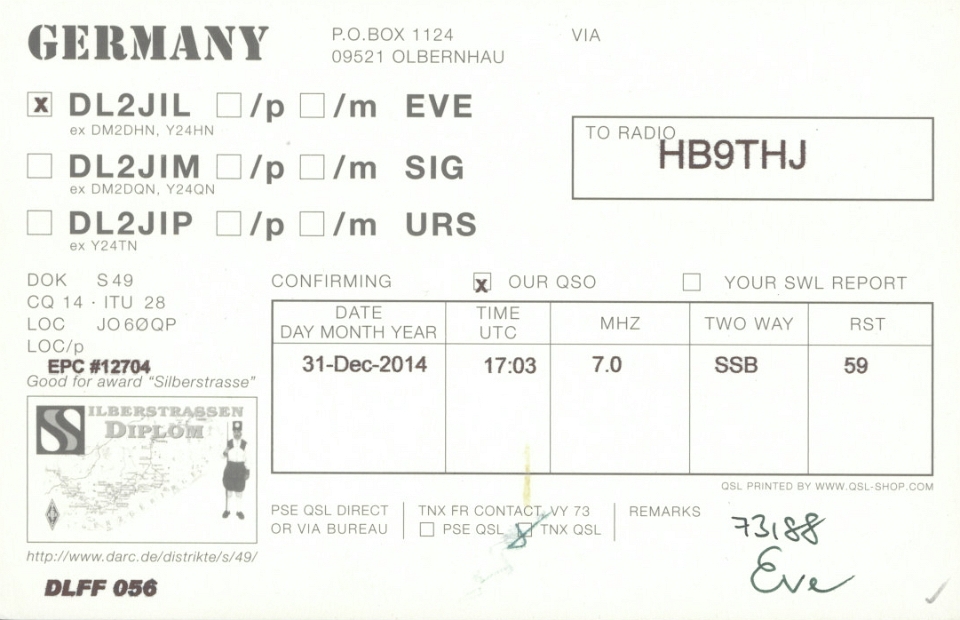 GERMANY
P.O.BOX 1124
09521 OLBERNHAU
VIA
X DL2JIL /p /m EVE
ex DM2DHN, Y24HN
DL2JIM /p /m SIG
ex DM2DQN, Y24QN
DL2JIP /p /m URS
ex Y24TN
TO RADIO
HB9THJ
DOK S49
CQ 14 · ITU 28
LOC JO60QP
LOC/p
EPC #12704
Good for award "Silberstrasse"
SILBERSTRASSEN
DIPLOM
http://www.darc.de/distrikte/s/49/
DLFF 056
CONFIRMING X OUR QSO YOUR SWL REPORT
DATE DAY MONTH YEAR TIME UTC MHZ TWO WAY RST
31-Dec-2014 17:03 7.0 SSB 59
QSL PRINTED BY WWW.QSL-SHOP.COM
PSE QSL DIRECT
OR VIA BUREAU
TNX FR CONTACT, VY 73
PSE QSL TNX QSL
REMARKS
73/88
Eve